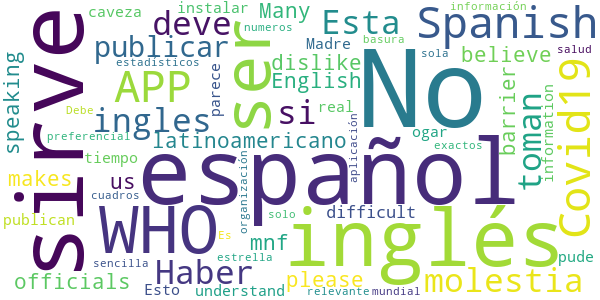 caveza
instalar
Many
información
deve
numeros
Esta
Spanish
publicar
Madre
basura
sola
salud
estadísticos
dislike
believe
speaking
sirve
ser
No
APP
parece
English
barrier
information
Covid19
ingles
si
real
toman
Debe
preferencial
latinoamericano
ogar
aplicación
exactos
tiempo
español
makes
us
cuadros
organización
solo
difficult
publican
WHO
inglés
Es
mnf
sencilla
Haber
estrella
please
molestia
pude
officials
Esto
understand
relevante
mundial